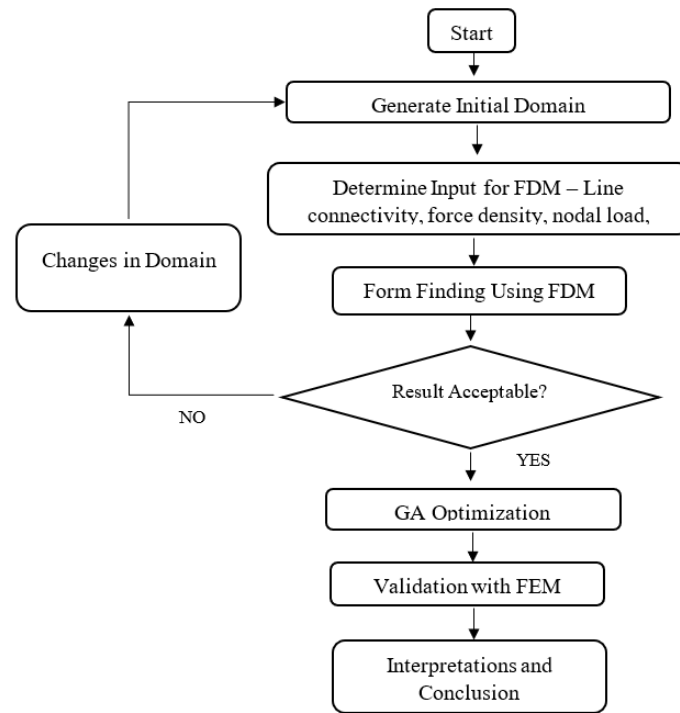 Start
Generate Initial Domain
Determine Input for FDM – Line
connectivity, force density, nodal load,
Changes in Domain
Form Finding Using FDM
Result Acceptable?
NO
YES
GA Optimization
Validation with FEM
Interpretations and
Conclusion